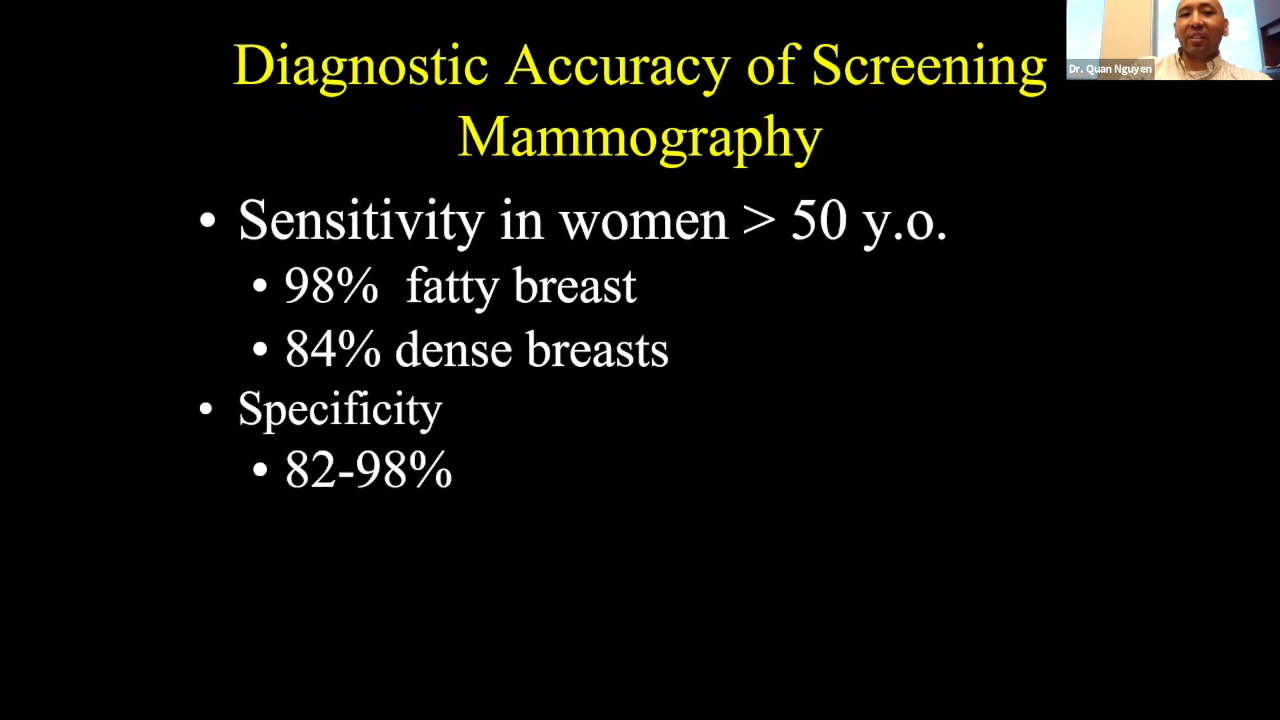 Diagnostic Accuracy of Screening
Mammography
Dr. Quan Nguyen
• Sensitivity in women > 50 y.o.
• 98% fatty breast
• 84% dense breasts
• Specificity
• 82-98%